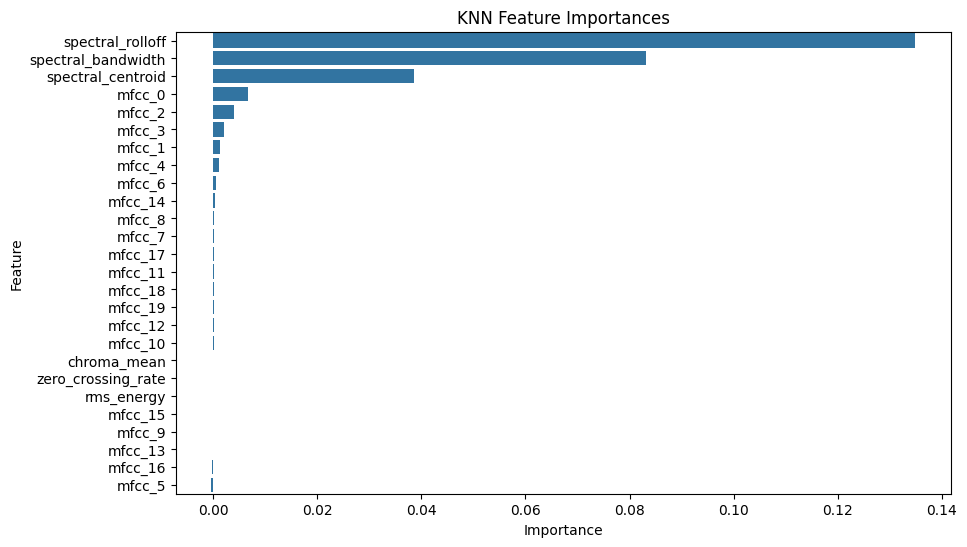 KNN Feature Importances
Feature
spectral_rolloff
spectral_bandwidth
spectral_centroid
mfcc_0
mfcc_2
mfcc_3
mfcc_1
mfcc_4
mfcc_6
mfcc_14
mfcc_8
mfcc_7
mfcc_17
mfcc_11
mfcc_18
mfcc_19
mfcc_12
mfcc_10
chroma_mean
zero_crossing_rate
rms_energy
mfcc_15
mfcc_9
mfcc_13
mfcc_16
mfcc_5
0.00 0.02 0.04 0.06 0.08 0.10 0.12 0.14
Importance